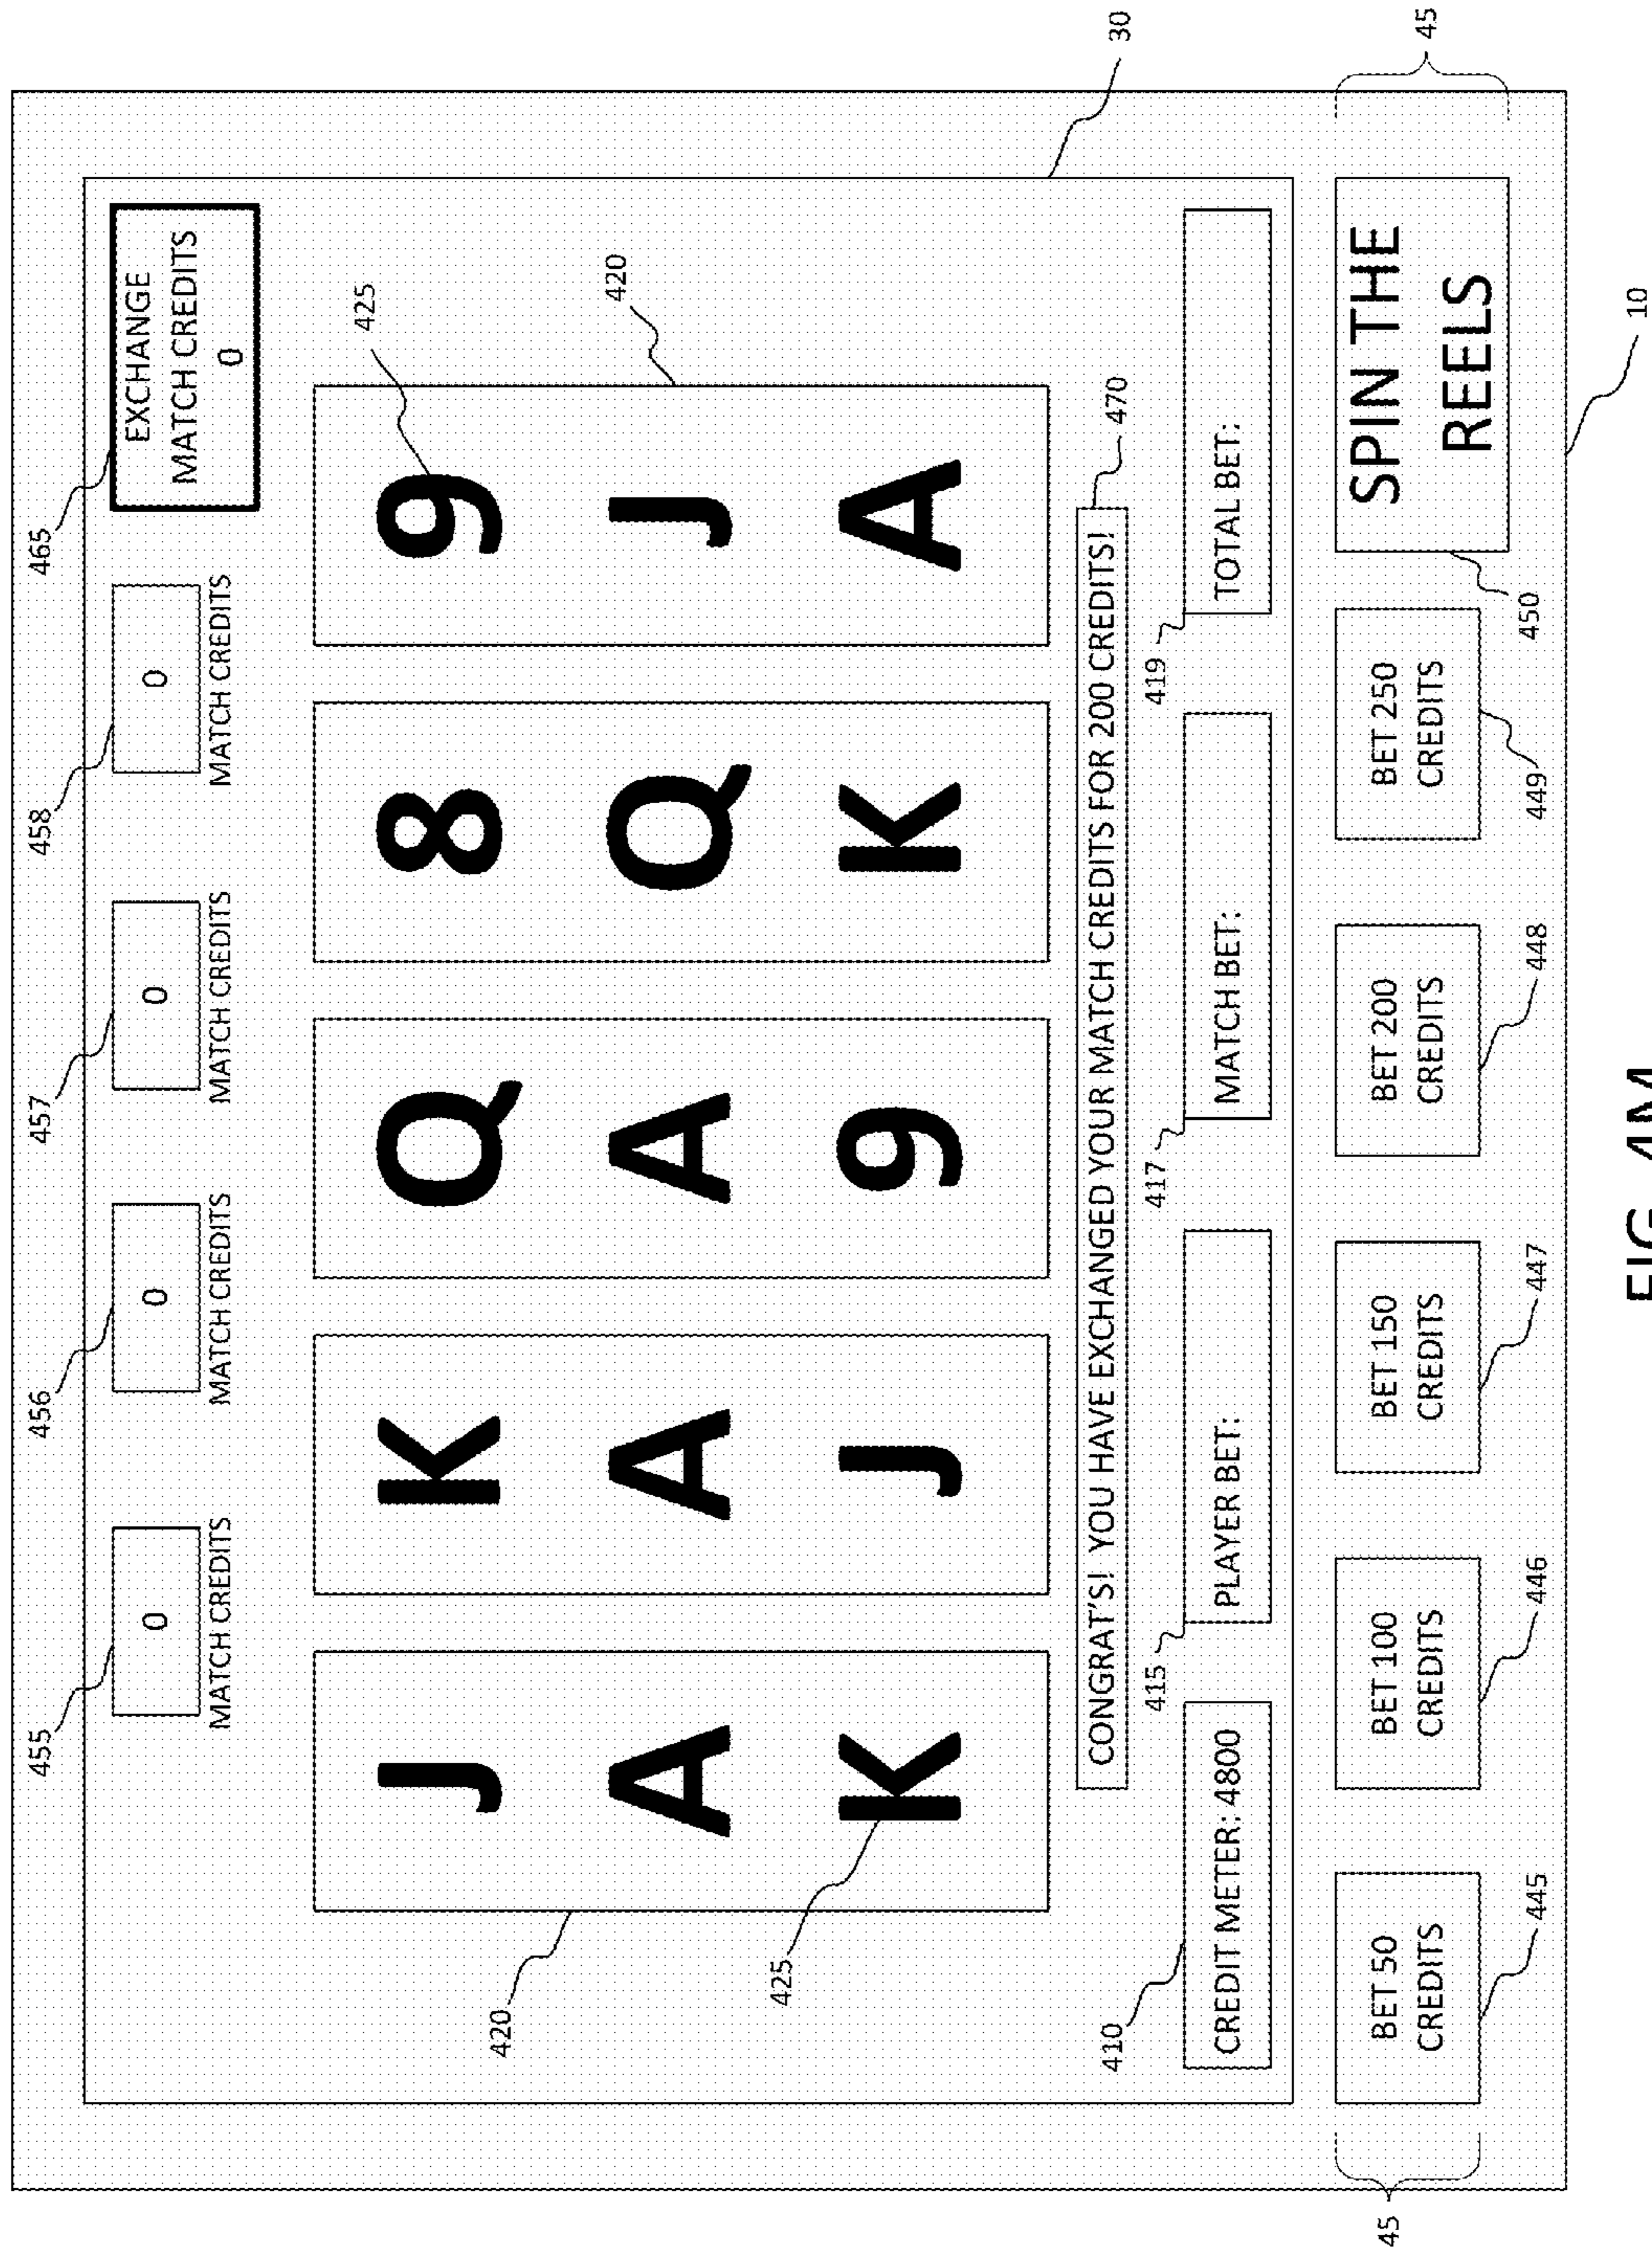 455
456
457
458
465
0
0
0
0
EXCHANGE
MATCH CREDITS
0
MATCH CREDITS
MATCH CREDITS
MATCH CREDITS
MATCH CREDITS
425
J
K
Q
8
9
420
A
A
A
Q
J
420
K
J
9
K
A
425
CONGRAT'S! YOU HAVE EXCHANGED YOUR MATCH CREDITS FOR 200 CREDITS!
470
410
415
417
419
30
CREDIT METER: 4800
PLAYER BET:
MATCH BET:
TOTAL BET:
45
BET 50
CREDITS
BET 100
CREDITS
BET 150
CREDITS
BET 200
CREDITS
BET 250
CREDITS
SPIN THE
REELS
45
445
446
447
448
449
450
10
FIG. 4M